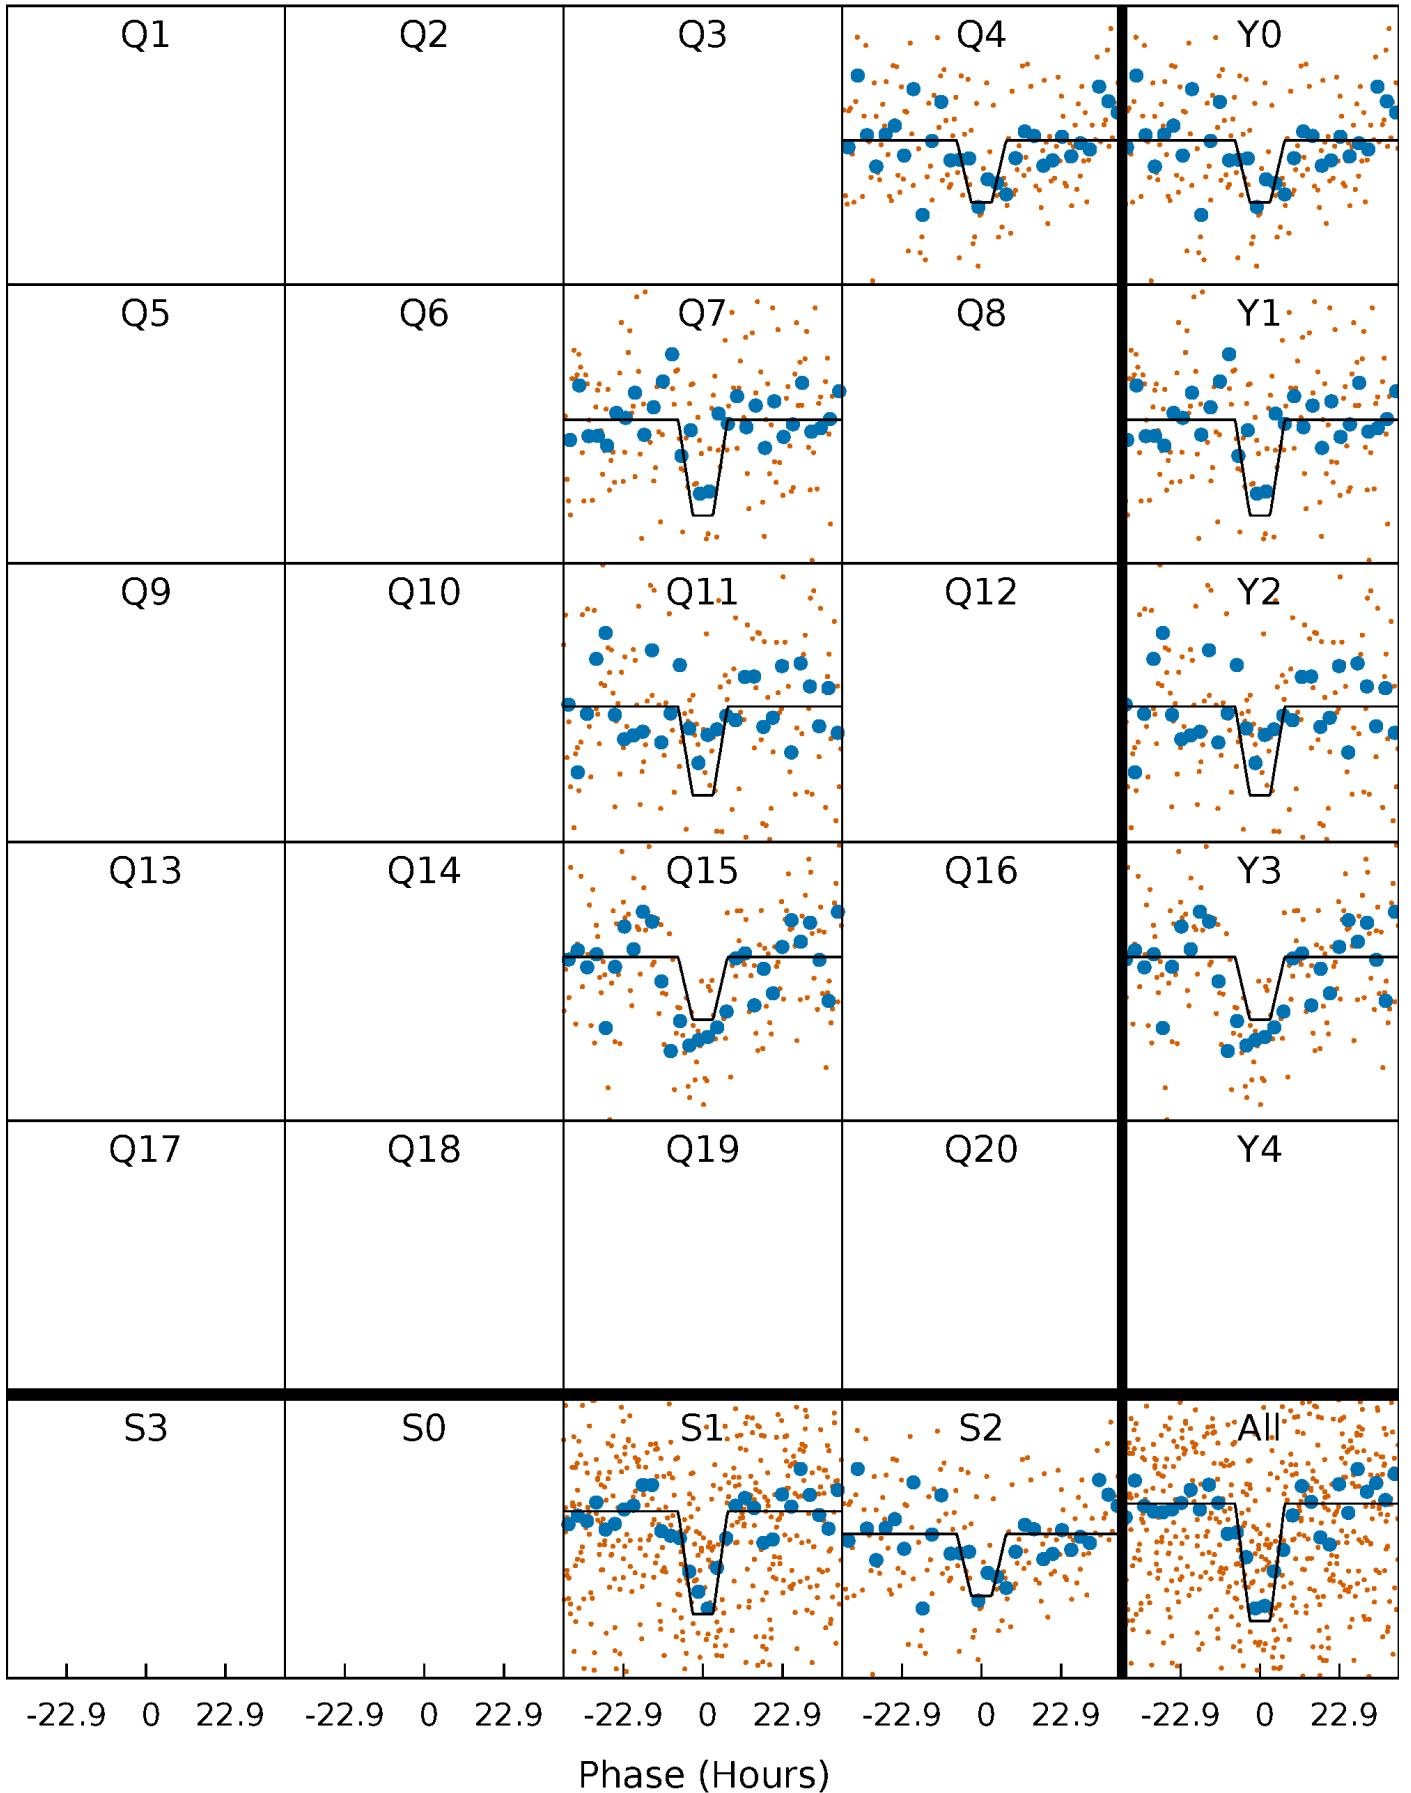 Q1 Q2 Q3 Q4 Y0
Q5 Q6 Q7 Q8 Y1
Q9 Q10 Q11 Q12 Y2
Q13 Q14 Q15 Q16 Y3
Q17 Q18 Q19 Q20 Y4
S3 S0 S1 S2 All
-22.9 0 22.9 -22.9 0 22.9 -22.9 0 22.9 -22.9 0 22.9 -22.9 0 22.9
Phase (Hours)